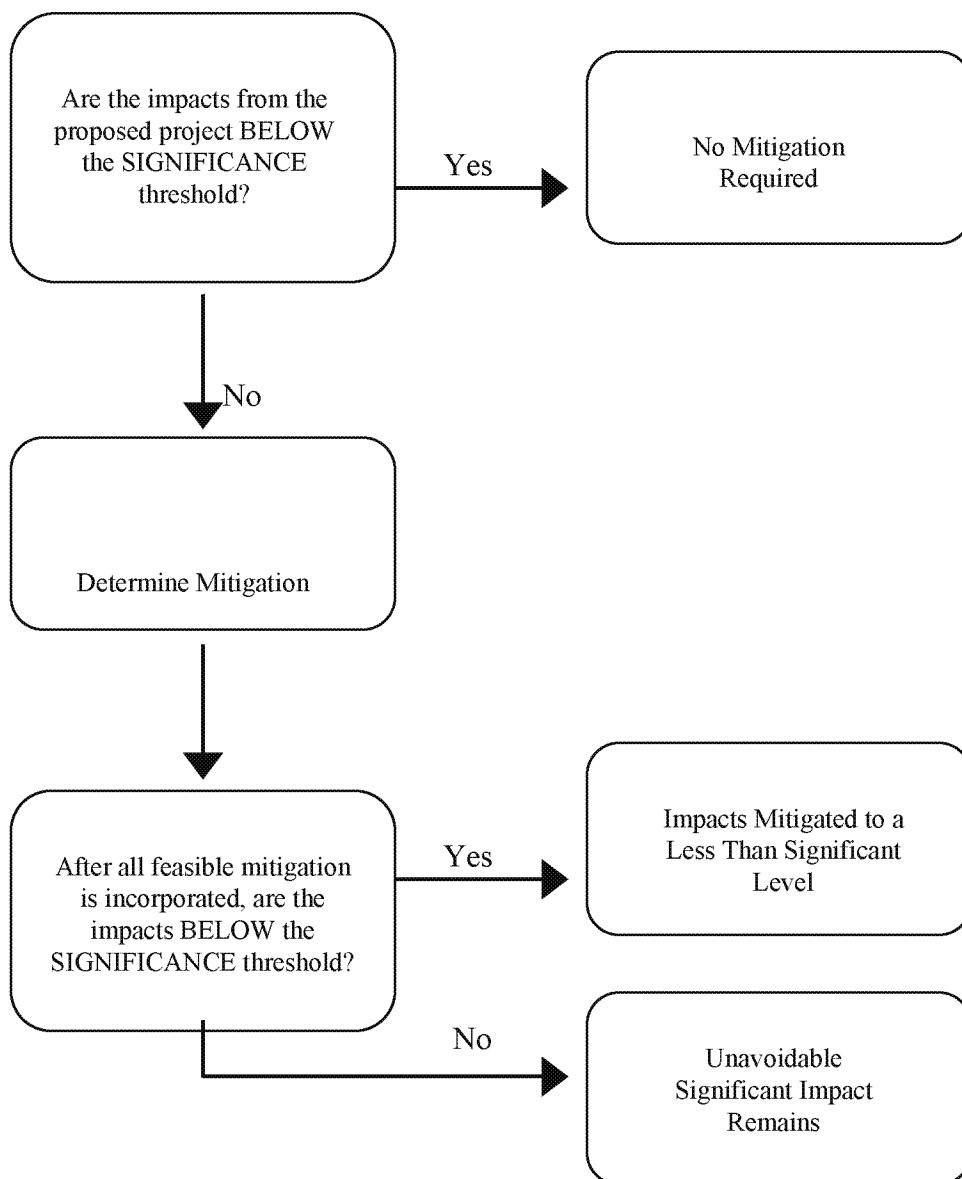 Are the impacts from the
proposed project BELOW
the SIGNIFICANCE
threshold?
Yes
No Mitigation
Required
No
Determine Mitigation
After all feasible mitigation
is incorporated, are the
impacts BELOW the
SIGNIFICANCE threshold?
Yes
Impacts Mitigated to a
Less Than Significant
Level
No
Unavoidable
Significant Impact
Remains